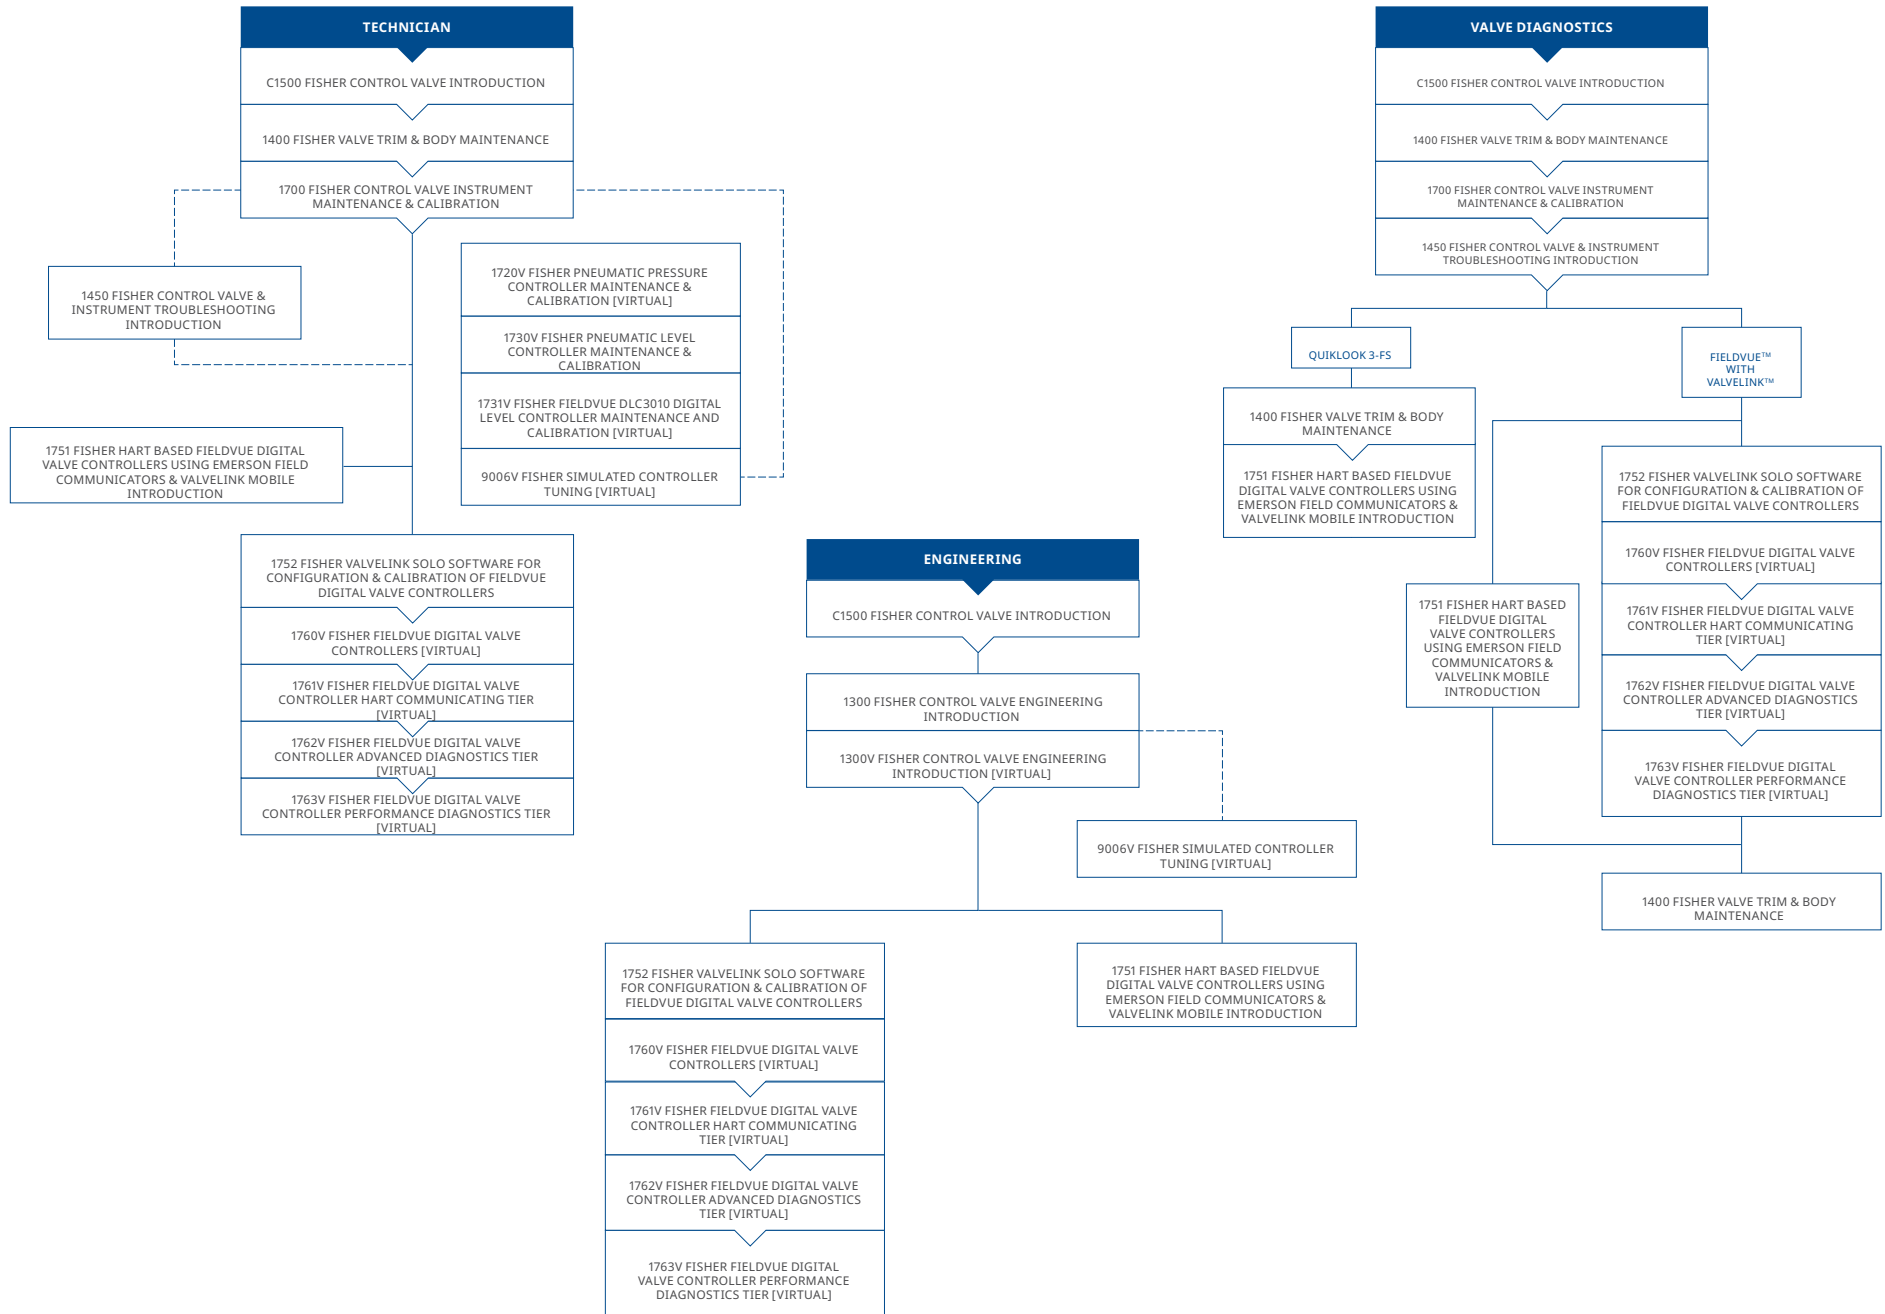 TECHNICIAN
C1500 FISHER CONTROL VALVE INTRODUCTION
1400 FISHER VALVE TRIM & BODY MAINTENANCE
1700 FISHER CONTROL VALVE INSTRUMENT
MAINTENANCE & CALIBRATION
1450 FISHER CONTROL VALVE &
INSTRUMENT TROUBLESHOOTING
INTRODUCTION
1720V FISHER PNEUMATIC PRESSURE
CONTROLLER MAINTENANCE &
CALIBRATION [VIRTUAL]
1730V FISHER PNEUMATIC LEVEL
CONTROLLER MAINTENANCE &
CALIBRATION
1731V FISHER FIELDVUE DLC3010 DIGITAL
LEVEL CONTROLLER MAINTENANCE AND
CALIBRATION [VIRTUAL]
9006V FISHER SIMULATED CONTROLLER
TUNING [VIRTUAL]
1751 FISHER HART BASED FIELDVUE DIGITAL
VALVE CONTROLLERS USING EMERSON FIELD
COMMUNICATORS & VALVELINK MOBILE
INTRODUCTION
1752 FISHER VALVELINK SOLO SOFTWARE FOR
CONFIGURATION & CALIBRATION OF FIELDVUE
DIGITAL VALVE CONTROLLERS
1760V FISHER FIELDVUE DIGITAL VALVE
CONTROLLERS [VIRTUAL]
1761V FISHER FIELDVUE DIGITAL VALVE
CONTROLLER HART COMMUNICATING TIER
[VIRTUAL]
1762V FISHER FIELDVUE DIGITAL VALVE
CONTROLLER ADVANCED DIAGNOSTICS TIER
[VIRTUAL]
1763V FISHER FIELDVUE DIGITAL VALVE
CONTROLLER PERFORMANCE DIAGNOSTICS TIER
[VIRTUAL]
ENGINEERING
C1500 FISHER CONTROL VALVE INTRODUCTION
1300 FISHER CONTROL VALVE ENGINEERING
INTRODUCTION
1300V FISHER CONTROL VALVE ENGINEERING
INTRODUCTION [VIRTUAL]
9006V FISHER SIMULATED CONTROLLER
TUNING [VIRTUAL]
1752 FISHER VALVELINK SOLO SOFTWARE
FOR CONFIGURATION & CALIBRATION OF
FIELDVUE DIGITAL VALVE CONTROLLERS
1760V FISHER FIELDVUE DIGITAL VALVE
CONTROLLERS [VIRTUAL]
1761V FISHER FIELDVUE DIGITAL VALVE
CONTROLLER HART COMMUNICATING
TIER [VIRTUAL]
1762V FISHER FIELDVUE DIGITAL VALVE
CONTROLLER ADVANCED DIAGNOSTICS
TIER [VIRTUAL]
1763V FISHER FIELDVUE DIGITAL
VALVE CONTROLLER PERFORMANCE
DIAGNOSTICS TIER [VIRTUAL]
1751 FISHER HART BASED FIELDVUE
DIGITAL VALVE CONTROLLERS USING
EMERSON FIELD COMMUNICATORS &
VALVELINK MOBILE INTRODUCTION
VALVE DIAGNOSTICS
C1500 FISHER CONTROL VALVE INTRODUCTION
1400 FISHER VALVE TRIM & BODY MAINTENANCE
1700 FISHER CONTROL VALVE INSTRUMENT
MAINTENANCE & CALIBRATION
1450 FISHER CONTROL VALVE & INSTRUMENT
TROUBLESHOOTING INTRODUCTION
QUIKLOOK 3-FS
1400 FISHER VALVE TRIM & BODY
MAINTENANCE
1751 FISHER HART BASED FIELDVUE
DIGITAL VALVE CONTROLLERS USING
EMERSON FIELD COMMUNICATORS &
VALVELINK MOBILE INTRODUCTION
FIELDVUE™
WITH
VALVELINK™
1751 FISHER HART BASED
FIELDVUE DIGITAL
VALVE CONTROLLERS
USING EMERSON FIELD
COMMUNICATORS &
VALVELINK MOBILE
INTRODUCTION
1752 FISHER VALVELINK SOLO SOFTWARE
FOR CONFIGURATION & CALIBRATION OF
FIELDVUE DIGITAL VALVE CONTROLLERS
1760V FISHER FIELDVUE DIGITAL VALVE
CONTROLLERS [VIRTUAL]
1761V FISHER FIELDVUE DIGITAL VALVE
CONTROLLER HART COMMUNICATING
TIER [VIRTUAL]
1762V FISHER FIELDVUE DIGITAL VALVE
CONTROLLER ADVANCED DIAGNOSTICS
TIER [VIRTUAL]
1763V FISHER FIELDVUE DIGITAL
VALVE CONTROLLER PERFORMANCE
DIAGNOSTICS TIER [VIRTUAL]
1400 FISHER VALVE TRIM & BODY
MAINTENANCE